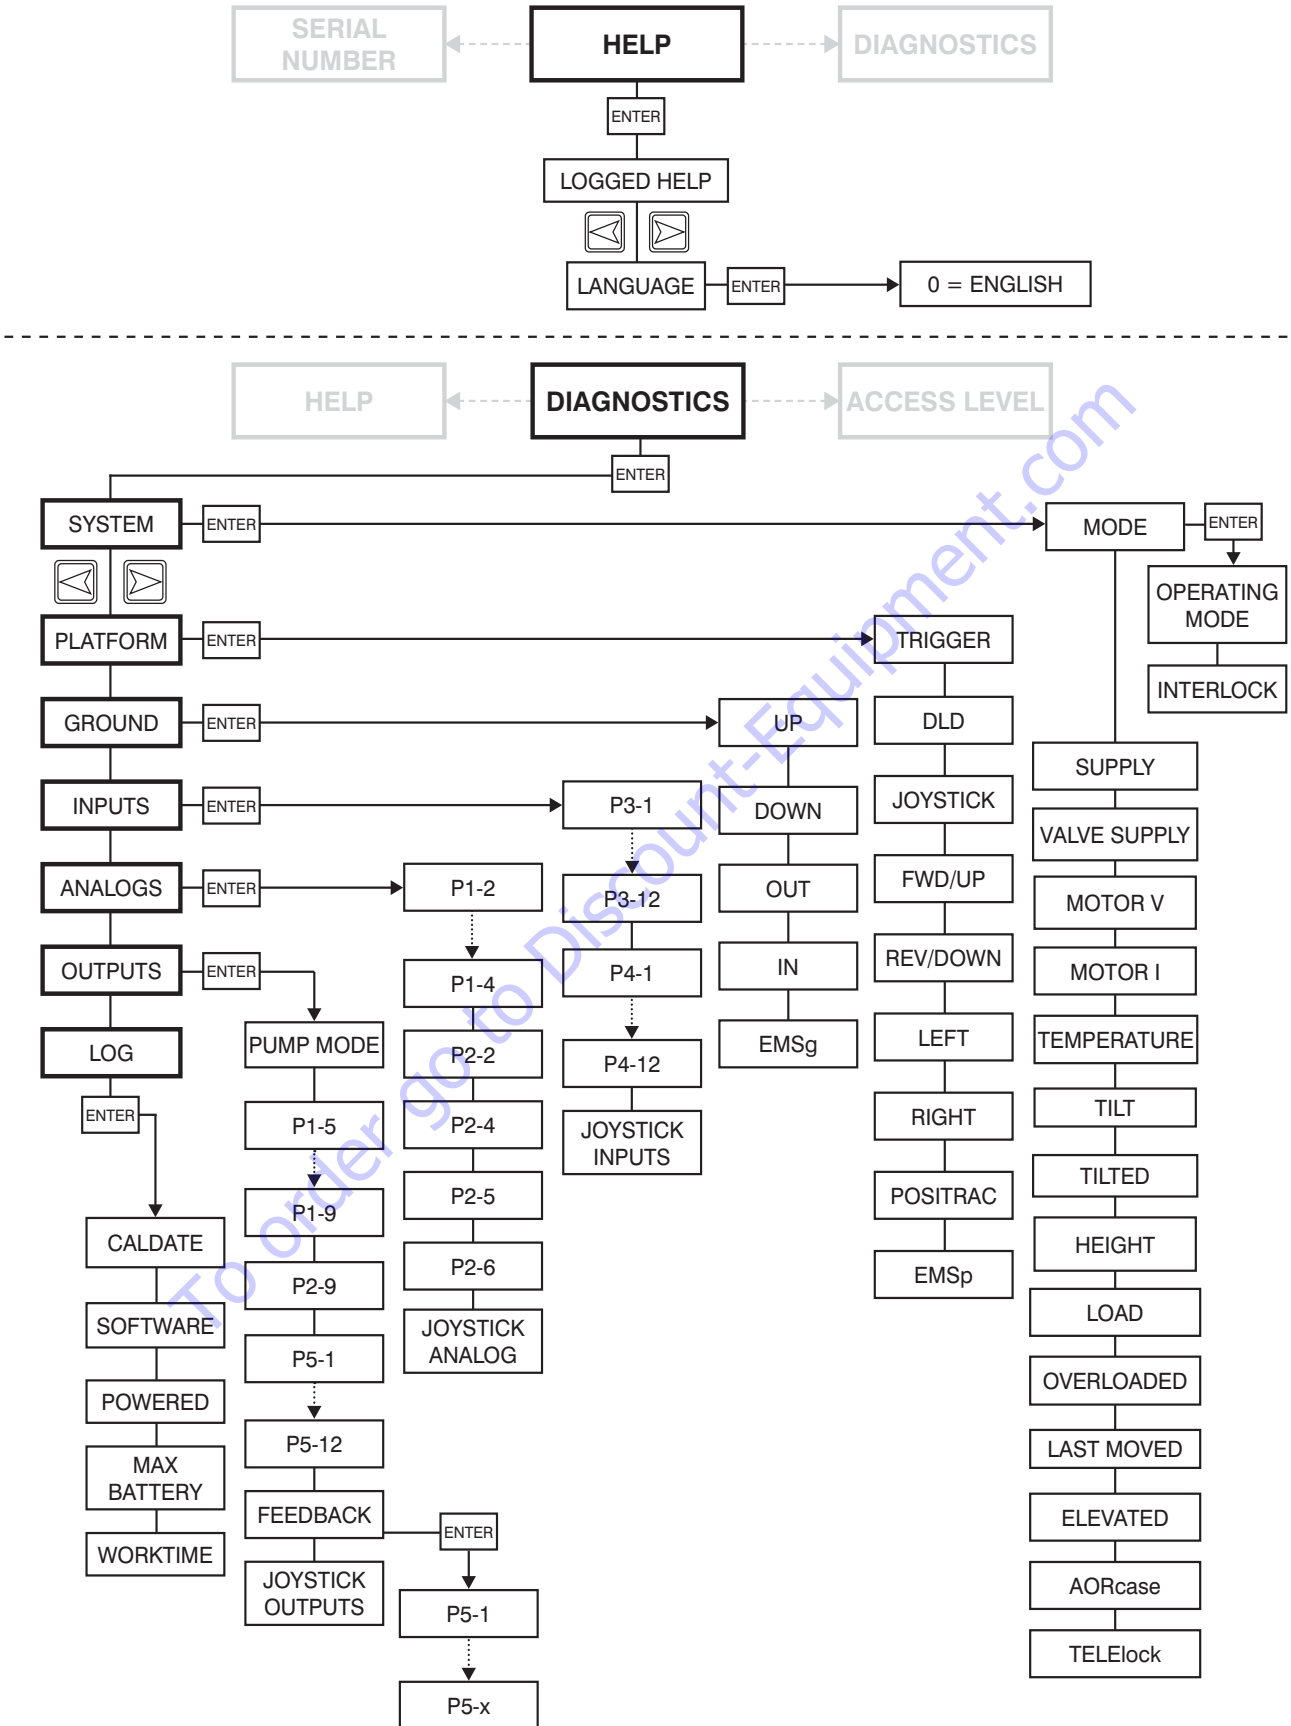 SERIAL
NUMBER
HELP
DIAGNOSTICS
ENTER
LOGGED HELP
LANGUAGE
ENTER
0 = ENGLISH
HELP
DIAGNOSTICS
ACCESS LEVEL
ENTER
SYSTEM
ENTER
MODE
ENTER
OPERATING
MODE
INTERLOCK
PLATFORM
ENTER
TRIGGER
GROUND
ENTER
UP
DLD
INPUTS
ENTER
P3-1
DOWN
JOYSTICK
SUPPLY
VALVE SUPPLY
ANALOGS
ENTER
P1-2
P3-12
OUT
FWD/UP
MOTOR V
OUTPUTS
ENTER
P1-4
P4-1
IN
REV/DOWN
MOTOR I
LOG
PUMP MODE
P2-2
P4-12
EMSg
LEFT
TEMPERATURE
ENTER
P1-5
P2-4
JOYSTICK
INPUTS
RIGHT
TILT
P1-9
P2-5
POSITRAC
TILTED
CALDATE
P2-9
P2-6
EMSp
HEIGHT
SOFTWARE
P5-1
JOYSTICK
ANALOG
LOAD
POWERED
P5-12
OVERLOADED
MAX
BATTERY
FEEDBACK
ENTER
LAST MOVED
WORKTIME
JOYSTICK
OUTPUTS
P5-1
P5-x
ELEVATED
AORcase
TELElock
To order go to Discount-Equipment.com